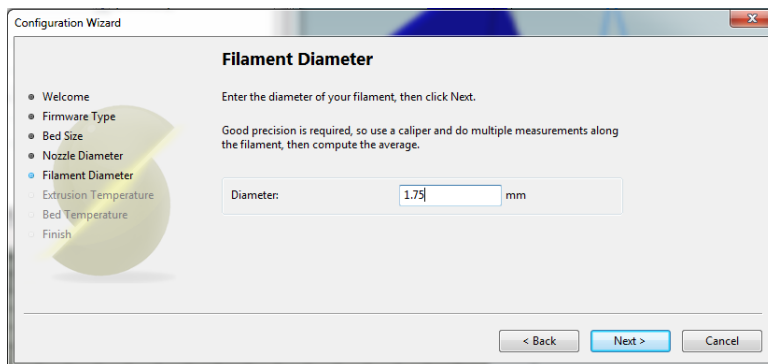 Configuration Wizard
Filament Diameter
Welcome
Firmware Type
Bed Size
Nozzle Diameter
Filament Diameter
Extrusion Temperature
Bed Temperature
Finish
Enter the diameter of your filament, then click Next.
Good precision is required, so use a caliper and do multiple measurements along
the filament, then compute the average.
Diameter: 1.75 mm
< Back Next > Cancel